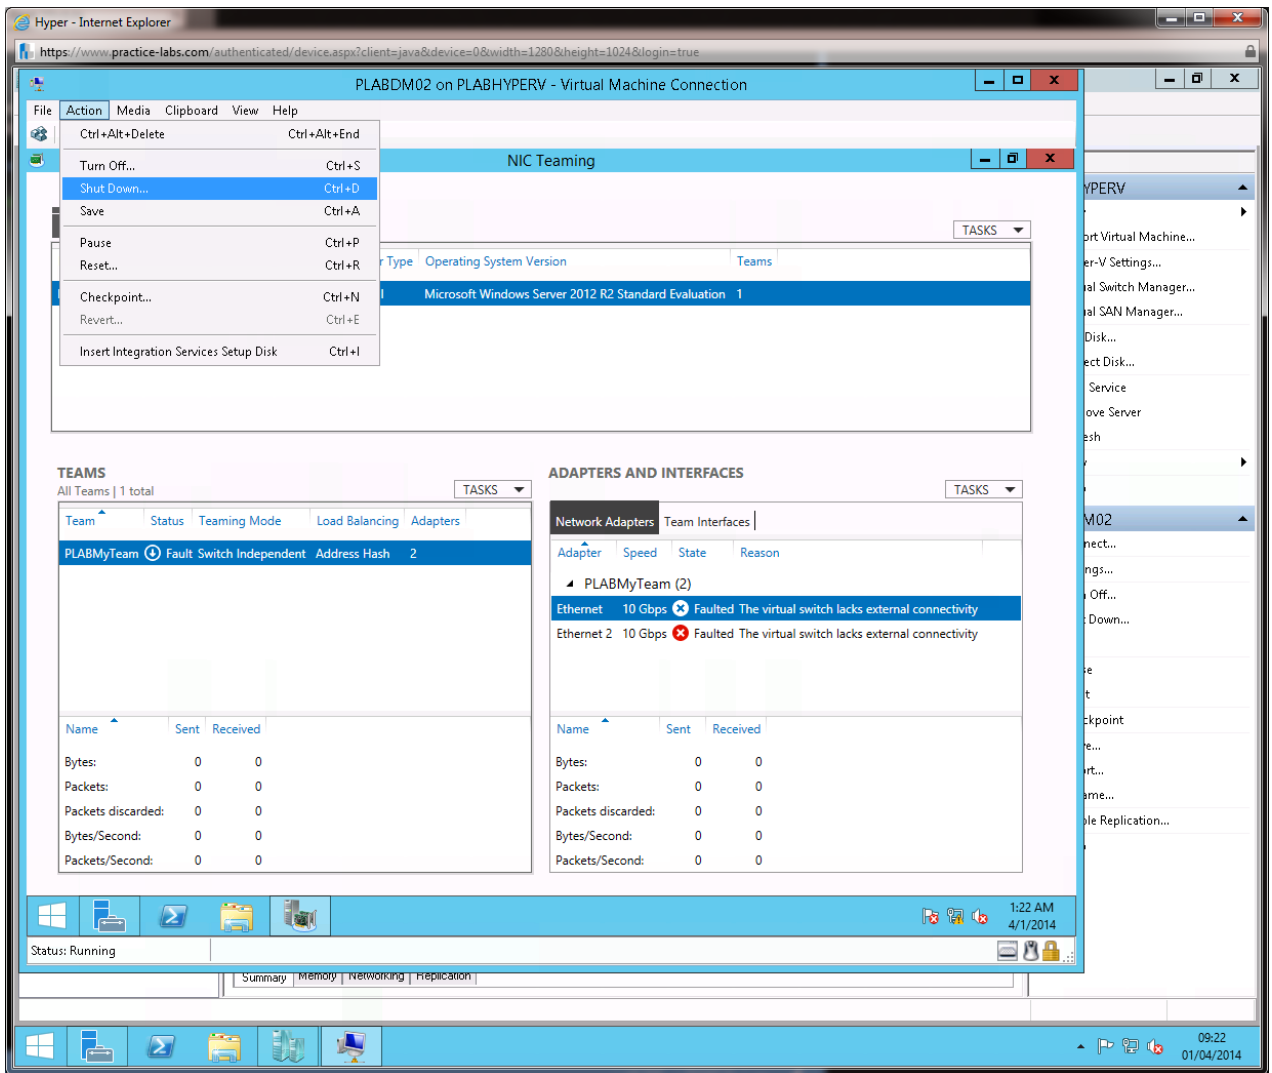 Hyper - Internet Explorer
https://www.practice-labs.com/authenticated/device.aspx?client=java&device=0&width=1280&height=1024&login=true
PLABDM02 on PLABHYPERV - Virtual Machine Connection
File Action Media Clipboard View Help
Ctrl+Alt+Delete Ctrl+Alt+End
Turn Off... Ctrl+S
Shut Down... Ctrl+D
Save Ctrl+A
Pause Ctrl+P
Reset... Ctrl+R
Checkpoint... Ctrl+N
Revert... Ctrl+E
Insert Integration Services Setup Disk Ctrl+I
NIC Teaming
TASKS
r Type Operating System Version Teams
Microsoft Windows Server 2012 R2 Standard Evaluation 1
TEAMS
All Teams | 1 total
TASKS
Team Status Teaming Mode Load Balancing Adapters
PLABMyTeam Fault Switch Independent Address Hash 2
Name Sent Received
Bytes: 0 0
Packets: 0 0
Packets discarded: 0 0
Bytes/Second: 0 0
Packets/Second: 0 0
ADAPTERS AND INTERFACES
TASKS
Network Adapters Team Interfaces
Adapter Speed State Reason
PLABMyTeam (2)
Ethernet 10 Gbps Faulted The virtual switch lacks external connectivity
Ethernet 2 10 Gbps Faulted The virtual switch lacks external connectivity
Name Sent Received
Bytes: 0 0
Packets: 0 0
Packets discarded: 0 0
Bytes/Second: 0 0
Packets/Second: 0 0
1:22 AM
4/1/2014
Status: Running
YPERV
ort Virtual Machine...
er-V Settings...
al Switch Manager...
al SAN Manager...
Disk...
ect Disk...
Service
ove Server
esh
M02
nect...
ngs...
Off...
Down...
se
t
ckpoint
e...
rt...
ame...
le Replication...
Summary Memory Networking Replication
09:22
01/04/2014